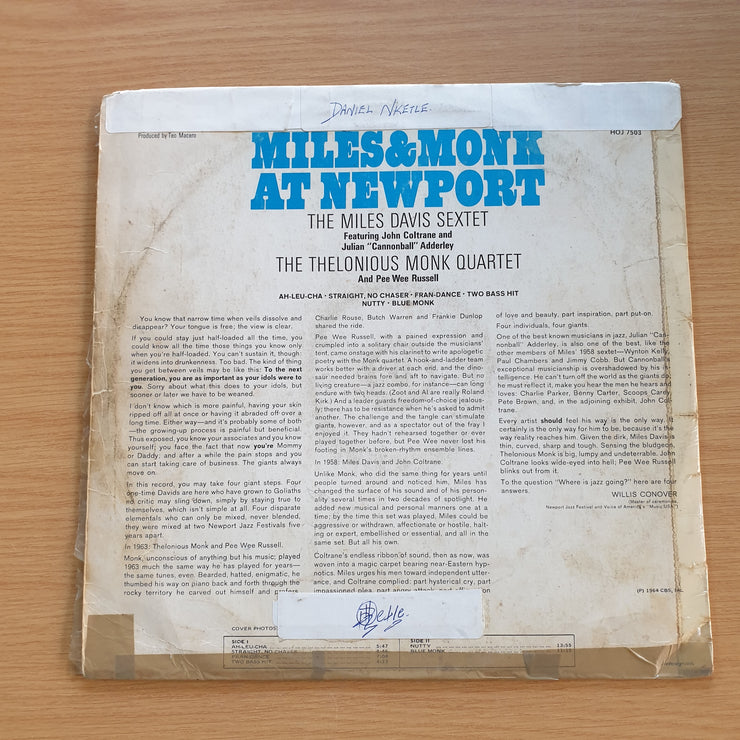 DANIEL NKETLE.
Produced by Teo Macero
HOJ 7503
MILES&MONK
AT NEWPORT
THE MILES DAVIS SEXTET
Featuring John Coltrane and
Julian "Cannonball" Adderley
THE THELONIOUS MONK QUARTET
And Pee Wee Russell
AH-LEU-CHA · STRAIGHT, NO CHASER · FRAN-DANCE · TWO BASS HIT
NUTTY · BLUE MONK
You know that narrow time when veils dissolve and
disappear? Your tongue is free; the view is clear.
If you could stay just half-loaded all the time, you
could know all the time those things you know only
when you're half-loaded. You can't sustain it, though:
it widens into drunkenness. Too bad. The kind of thing
you get between veils may be like this: To the next
generation, you are as important as your idols were to
you. Sorry about what this does to your idols, but
sooner or later we have to be weaned.
I don't know which is more painful, having your skin
ripped off all at once or having it abraded off over a
long time. Either way—and it's probably some of both
—the growing-up process is painful but beneficial.
Thus exposed, you know your associates and you know
yourself; you face the fact that now you're Mommy
or Daddy; and after a while the pain stops and you
can start taking care of business. The giants always
move on.
In this record, you may take four giant steps. Four
one-time Davids are here who have grown to Goliaths
no critic may sling down, simply by staying true to
themselves, which isn't simple at all. Four disparate
elements who can only be mixed, never blended,
they were mixed at two Newport Jazz Festivals five
years apart.
In 1963: Thelonious Monk and Pee Wee Russell.
Monk, unconscious of anything but his music, played
1963 much the same way he has played for years—
the same tunes, even. Bearded, hatted, enigmatic, he
thumbed his way on piano back and forth through the
rocky territory he carved out himself and prefers
Charlie Rouse, Butch Warren and Frankie Dunlop
shared the ride.
Pee Wee Russell, with a pained expression and
crumpled into a solitary chair outside the musicians'
tent, came onstage with his clarinet to write apologetic
poetry with the Monk quartet. A hook-and-ladder team
works better with a driver at each end, and the dino-
saur needed brains fore and aft to navigate. But no
living creature—a jazz combo, for instance—can long
endure with two heads. (Zoot and Al are really Roland
Kirk.) And a leader guards freedom-of-choice jealous-
ly; there has to be resistance when he's asked to admit
another. The challenge and the tangle can stimulate
giants, however, and as a spectator out of the fray I
enjoyed it. They hadn't rehearsed together or ever
played together before, but Pee Wee never lost his
footing in Monk's broken-rhythm ensemble lines.
In 1958: Miles Davis and John Coltrane.
Unlike Monk, who did the same thing for years until
people turned around and noticed him, Miles has
changed the surface of his sound and of his person-
ality several times in two decades of spotlight. He
added new musical and personal manners one at a
time; by the time this set was played, Miles could be
aggressive or withdrawn, affectionate or hostile, halt-
ing or expert, embellished or essential, and all in the
same set. But all his own.
Coltrane's endless ribbon of sound, then as now, was
woven into a magic carpet bearing near-Eastern hyp-
notics. Miles urges his men toward independent utter-
ance, and Coltrane complied: part hysterical cry, part
impassioned plea, part angry attack, part
of love and beauty, part inspiration, part put-on.
Four individuals, four giants.
One of the best known musicians in jazz, Julian "Can-
nonball" Adderley, is also one of the best, like the
other members of Miles' 1958 sextet—Wynton Kelly,
Paul Chambers and Jimmy Cobb. But Cannonball's
exceptional musicianship is overshadowed by his in-
telligence. He can't turn off the world as the giants do;
he must reflect it, make you hear the men he hears and
loves: Charlie Parker, Benny Carter, Scoops Carey,
Pete Brown, and, in the adjoining exhibit, John Col-
trane.
Every artist should feel his way is the only way. It
certainly is the only way for him to be, because it's the
way reality reaches him. Given the dirk, Miles Davis is
thin, curved, sharp and tough. Sensing the bludgeon,
Thelonious Monk is big, lumpy and undeterrable. John
Coltrane looks wide-eyed into hell; Pee Wee Russell
To the question "Where is jazz going?" here are four
answers.
WILLIS CONOVER
(Master of ceremonies,
Newport Jazz Festival and Voice of America's "Music USA")
(P) 1964 CBS, INC.
COVER PHOTOS:
SIDE I
AH-LEU-CHA 5:47
STRAIGHT, NO CHASER
FRAN-DANCE
TWO BASS HIT
SIDE II
NUTTY 13:55
BLUE MONK